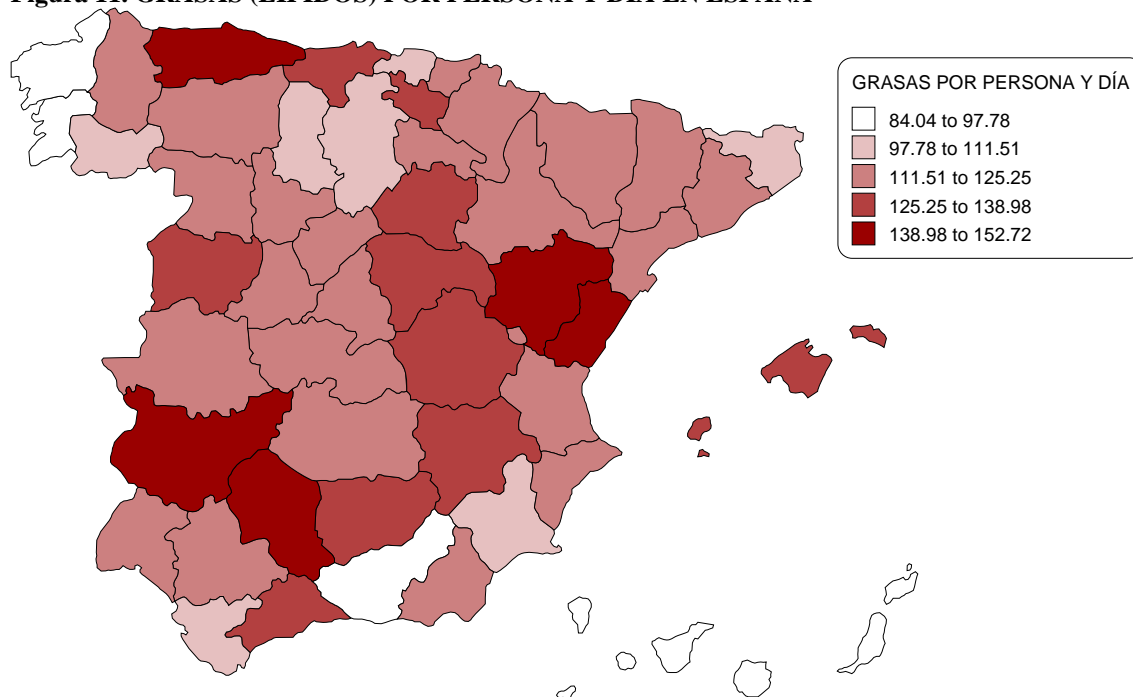 GRASAS POR PERSONA Y DÍA
84.04 to 97.78
97.78 to 111.51
111.51 to 125.25
125.25 to 138.98
138.98 to 152.72